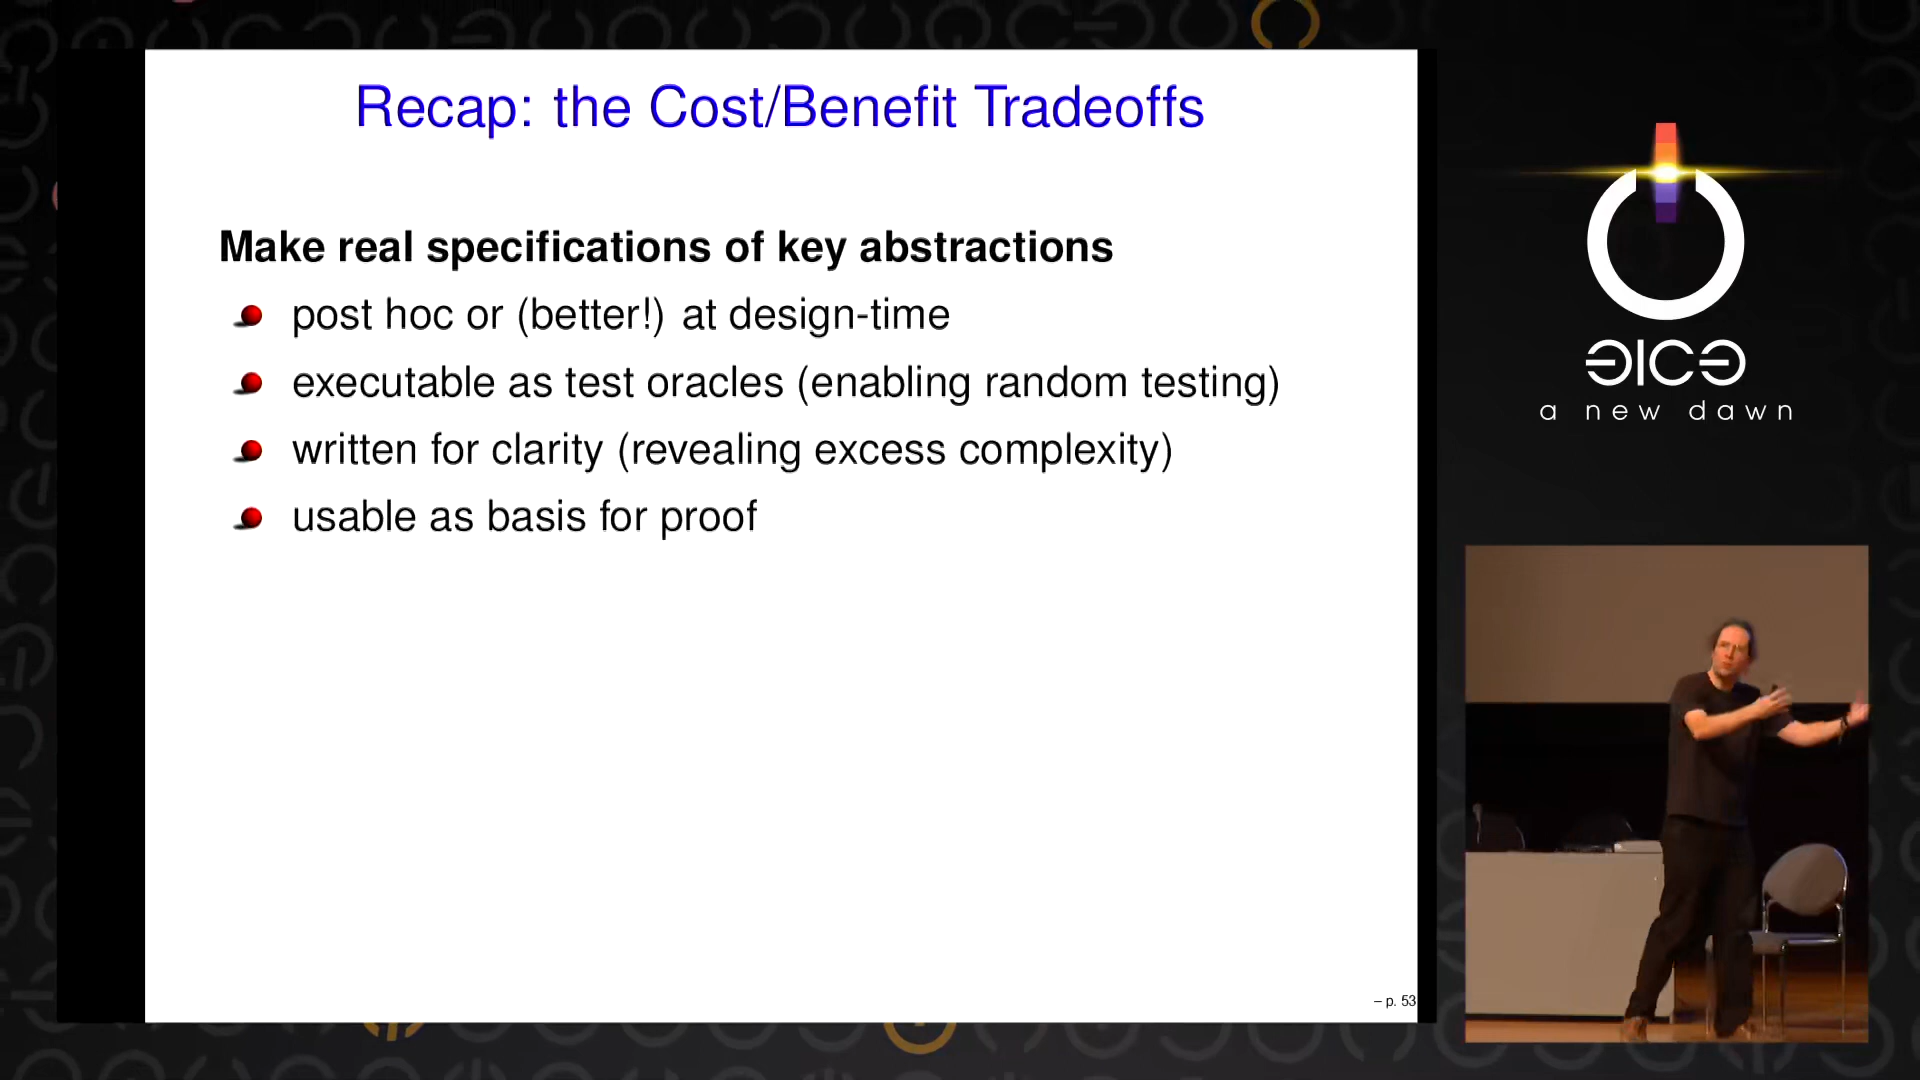 Recap: the Cost/Benefit Tradeoffs
Make real specifications of key abstractions
post hoc or (better!) at design-time
executable as test oracles (enabling random testing)
written for clarity (revealing excess complexity)
usable as basis for proof
– p. 53
a new dawn